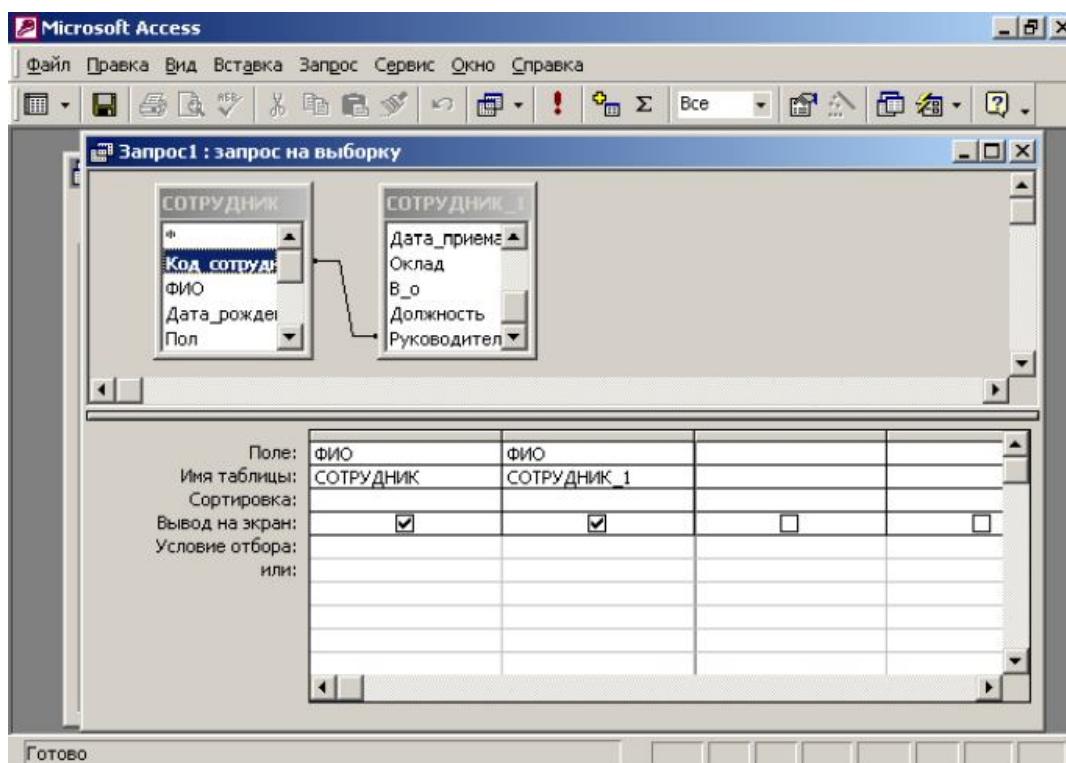 Microsoft Access
Файл Правка Вид Вставка Запрос Сервис Окно Справка
Все
Запрос1 : запрос на выборку
СОТРУДНИК
*
Код_сотрудн
ФИО
Дата_рожден
Пол
СОТРУДНИК_1
Дата_приема
Оклад
В_о
Должность
Руководител
Поле: ФИО ФИО
Имя таблицы: СОТРУДНИК СОТРУДНИК_1
Сортировка:
Вывод на экран:
Условие отбора:
или:
Готово